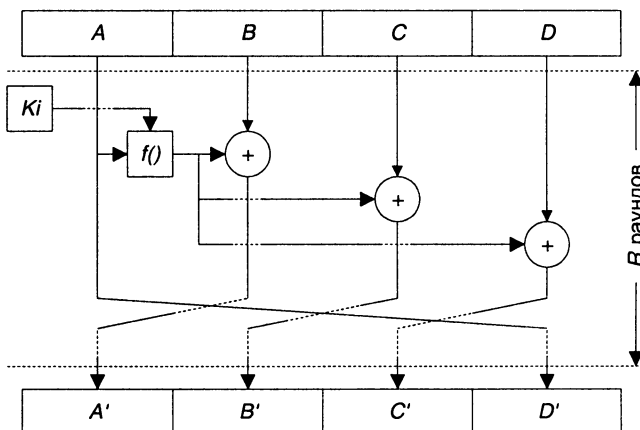 A B C D
Ki
f() +
+
+
R раундов
A' B' C' D'